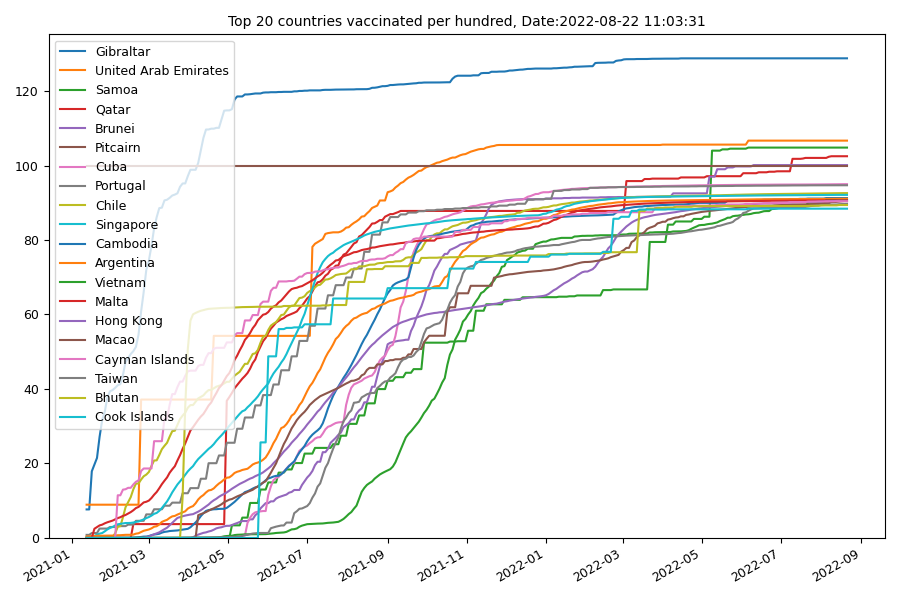 Top 20 countries vaccinated per hundred, Date:2022-08-22 11:03:31
Gibraltar
United Arab Emirates
Samoa
Qatar
Brunei
Pitcairn
Cuba
Portugal
Chile
Singapore
Cambodia
Argentina
Vietnam
Malta
Hong Kong
Macao
Cayman Islands
Taiwan
Bhutan
Cook Islands
120
100
80
60
40
20
0
2021-01
2021-03
2021-05
2021-07
2021-09
2021-11
2022-01
2022-03
2022-05
2022-07
2022-09